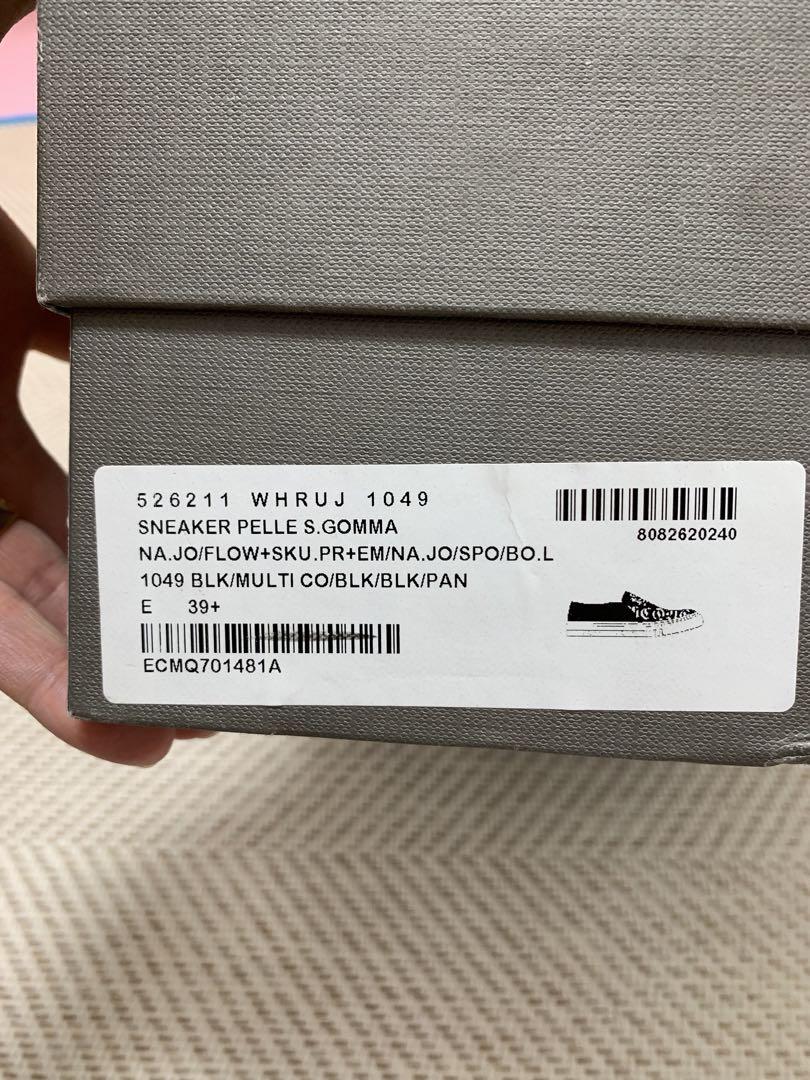 526211 WHRUJ 1049
SNEAKER PELLE S.GOMMA
NA.JO/FLOW+SKU.PR+EM/NA.JO/SPO/BO.L
1049 BLK/MULTI CO/BLK/BLK/PAN
E 39+
ECMQ701481A
8082620240